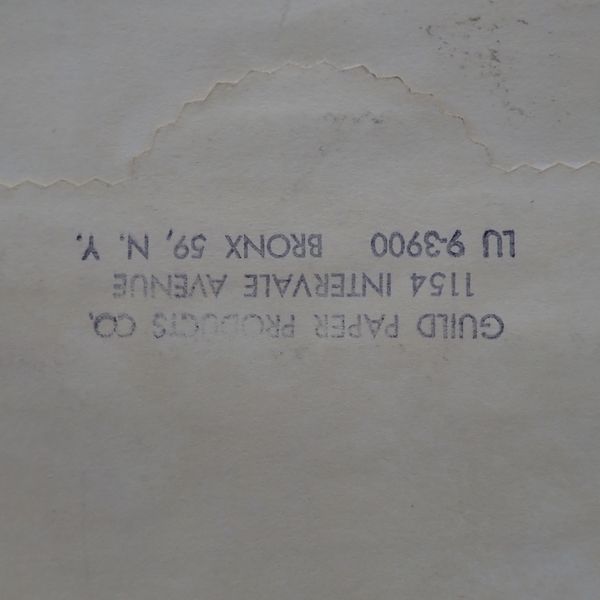 GUILD PAPER PRODUCTS CO.
1154 INTERVALE AVENUE
LU 9-3900 BRONX 59, N. Y.